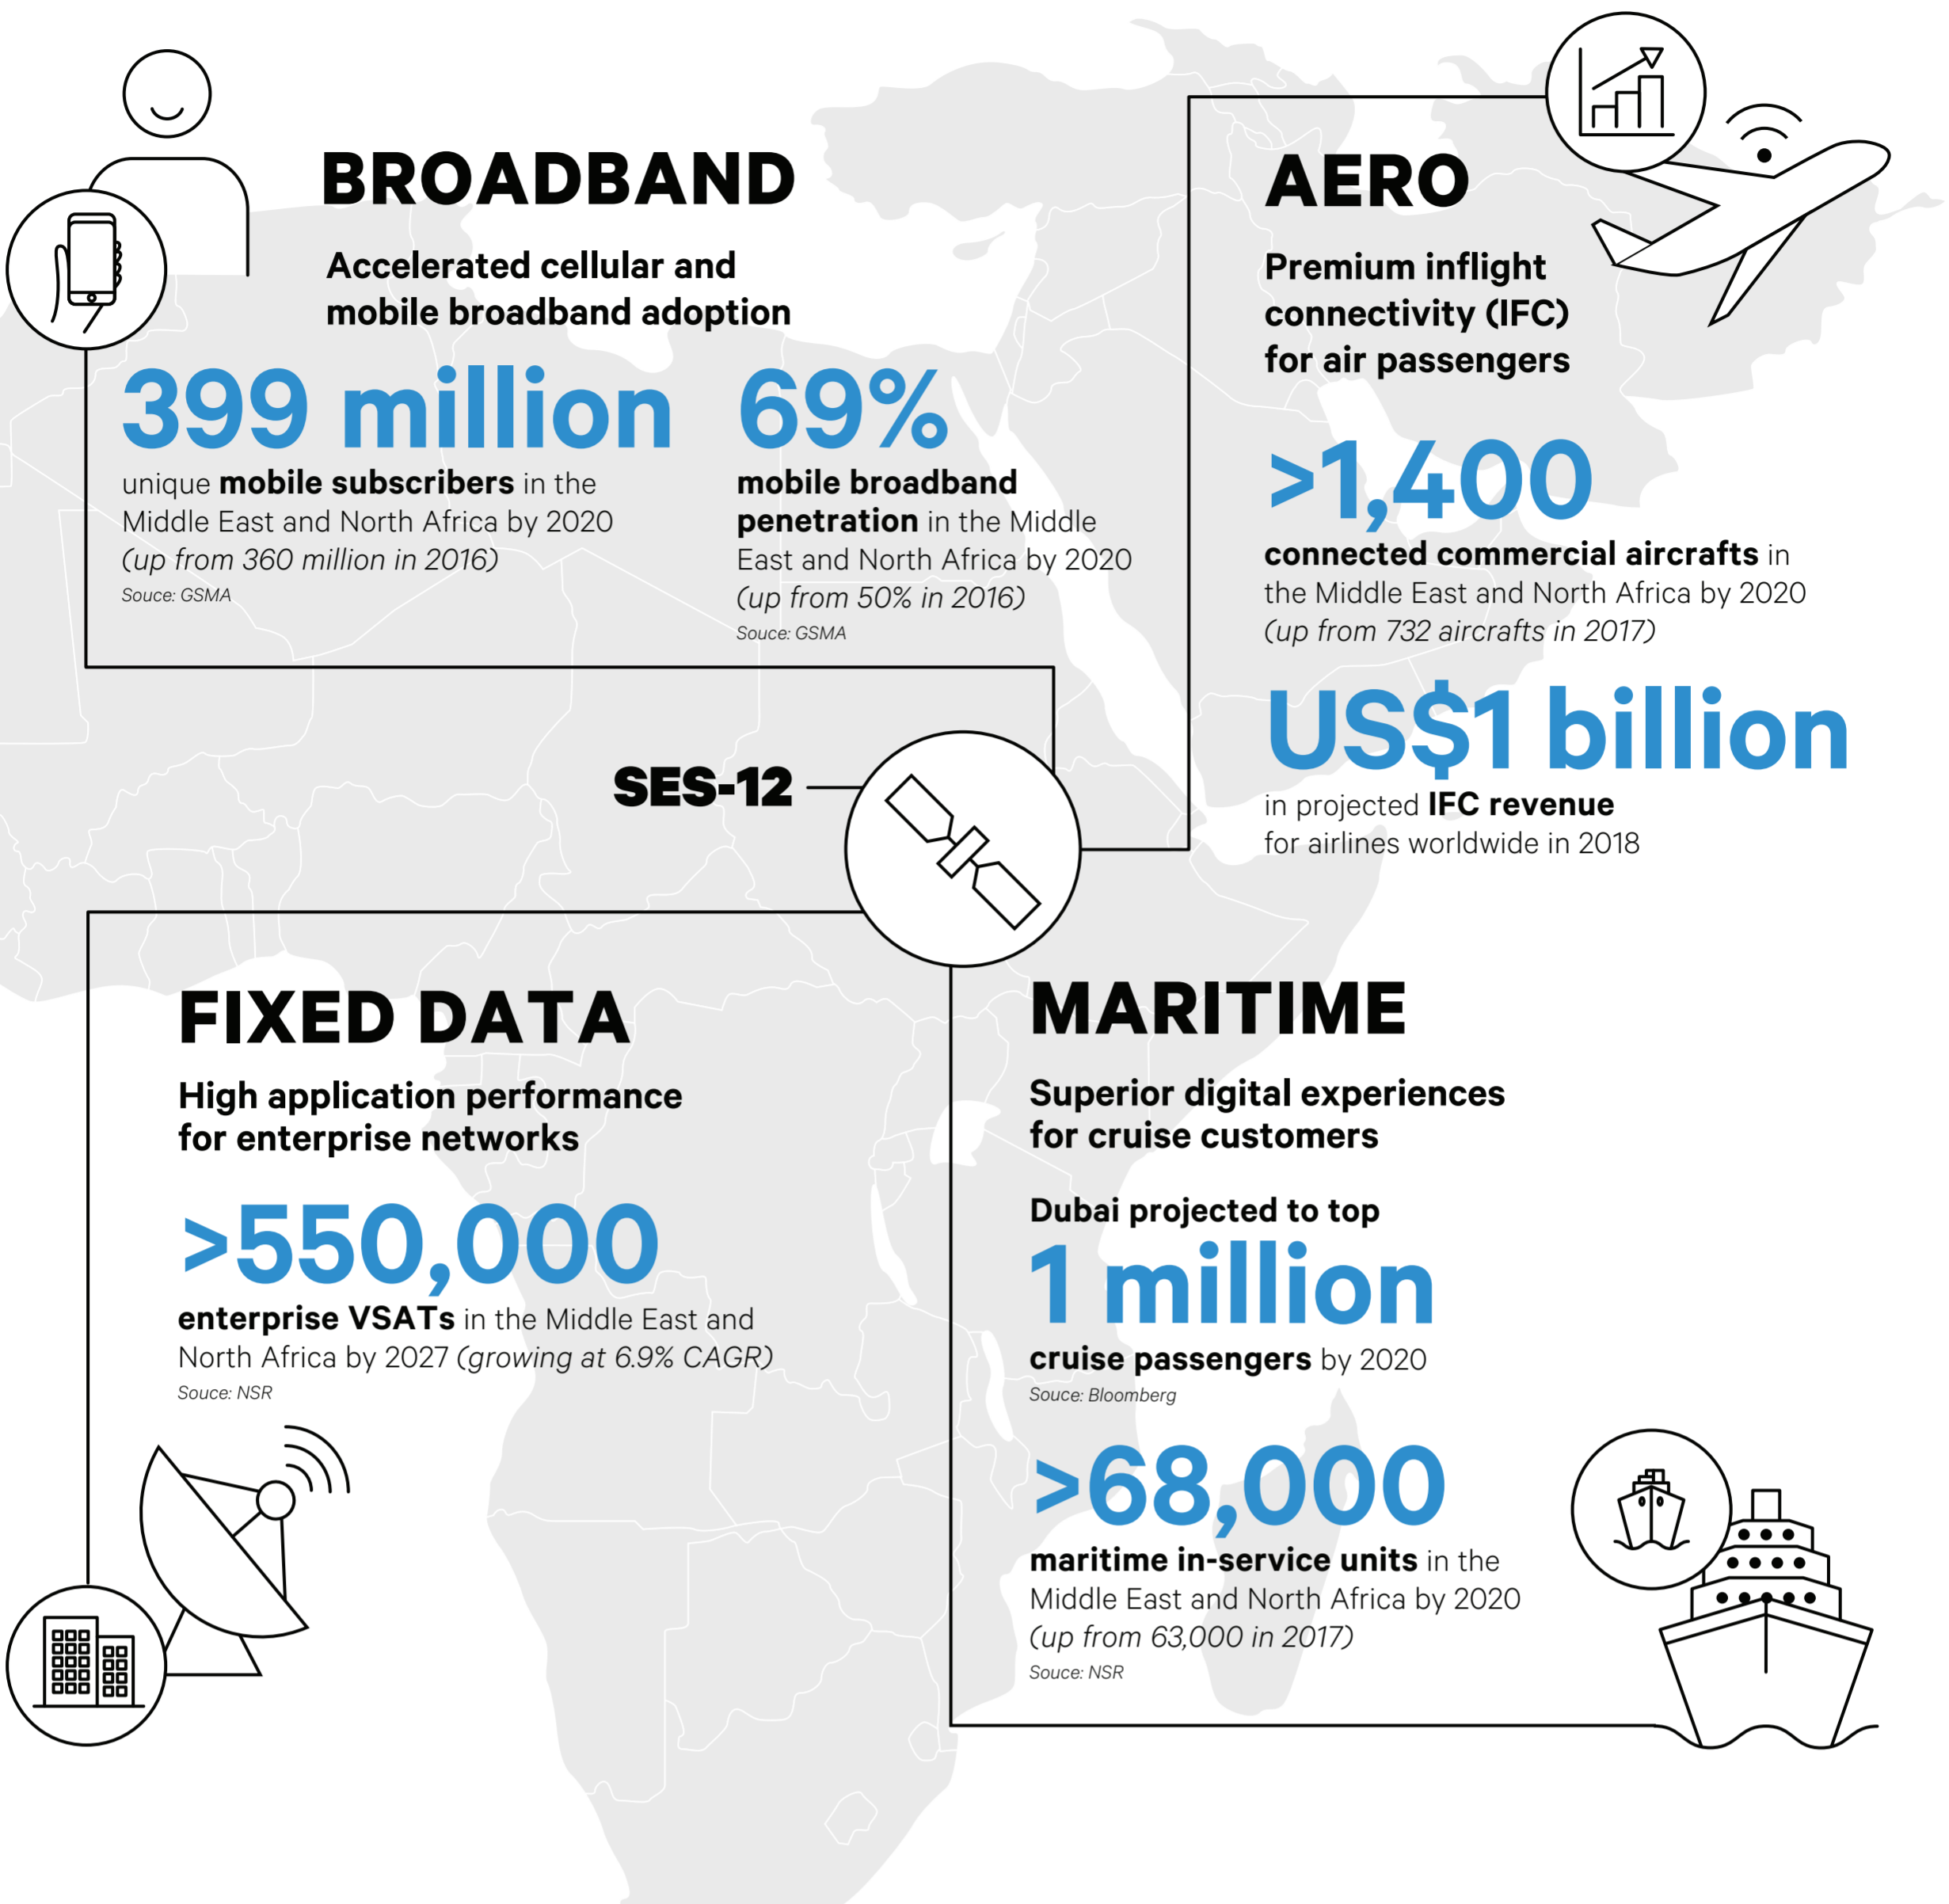 BROADBAND
Accelerated cellular and
mobile broadband adoption
399 million
unique mobile subscribers in the
Middle East and North Africa by 2020
(up from 360 million in 2016)
Souce: GSMA
69%
mobile broadband
penetration in the Middle
East and North Africa by 2020
(up from 50% in 2016)
Souce: GSMA
AERO
Premium inflight
connectivity (IFC)
for air passengers
>1,400
connected commercial aircrafts in
the Middle East and North Africa by 2020
(up from 732 aircrafts in 2017)
US$1 billion
in projected IFC revenue
for airlines worldwide in 2018
SES-12
FIXED DATA
High application performance
for enterprise networks
>550,000
enterprise VSATs in the Middle East and
North Africa by 2027 (growing at 6.9% CAGR)
Souce: NSR
MARITIME
Superior digital experiences
for cruise customers
Dubai projected to top
1 million
cruise passengers by 2020
Souce: Bloomberg
>68,000
maritime in-service units in the
Middle East and North Africa by 2020
(up from 63,000 in 2017)
Souce: NSR